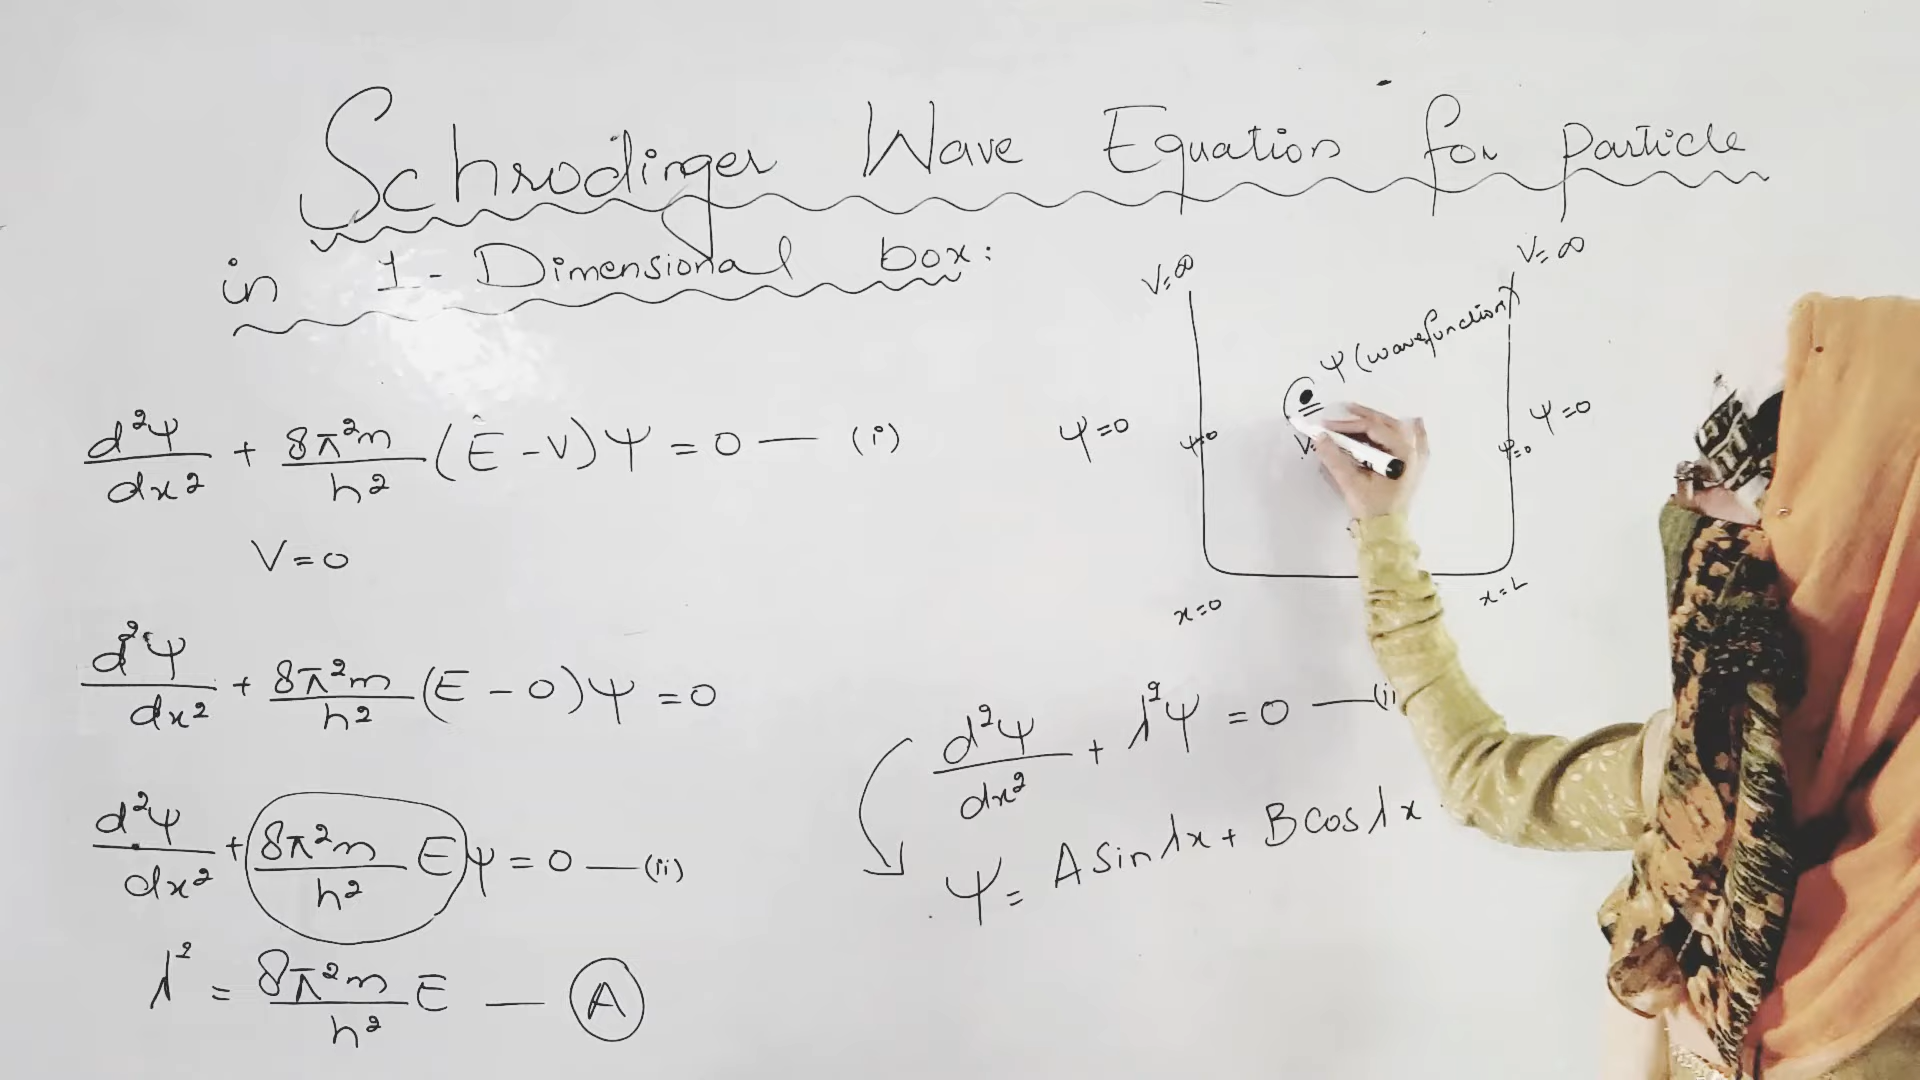 Schrodinger Wave Equation for Particle
in 1-Dimensional box:
d²ψ/dx² + 8π²m/h² (E - V)ψ = 0 — (i)
V=0
d²ψ/dx² + 8π²m/h² (E - 0)ψ = 0
d²ψ/dx² + 8π²m/h² Eψ = 0 — (ii)
λ² = 8π²m/h² E — A
V=∞
V=∞
ψ (wavefunction)
ψ=0
ψ=0
V=
ψ=0
ψ=0
x=0
x=L
d²ψ/dx² + λ²ψ = 0 —
ψ = A Sin λx + B Cos λx